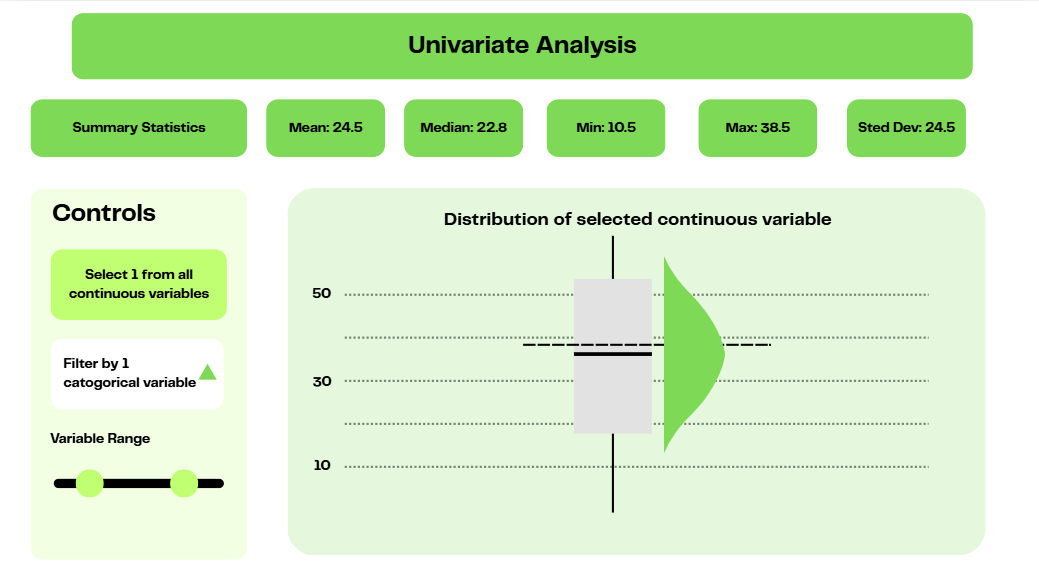 Univariate Analysis
Summary Statistics
Mean: 24.5
Median: 22.8
Min: 10.5
Max: 38.5
Sted Dev: 24.5
Controls
Select 1 from all
continuous variables
Filter by 1
catogorical variable
Variable Range
Distribution of selected continuous variable
50
30
10